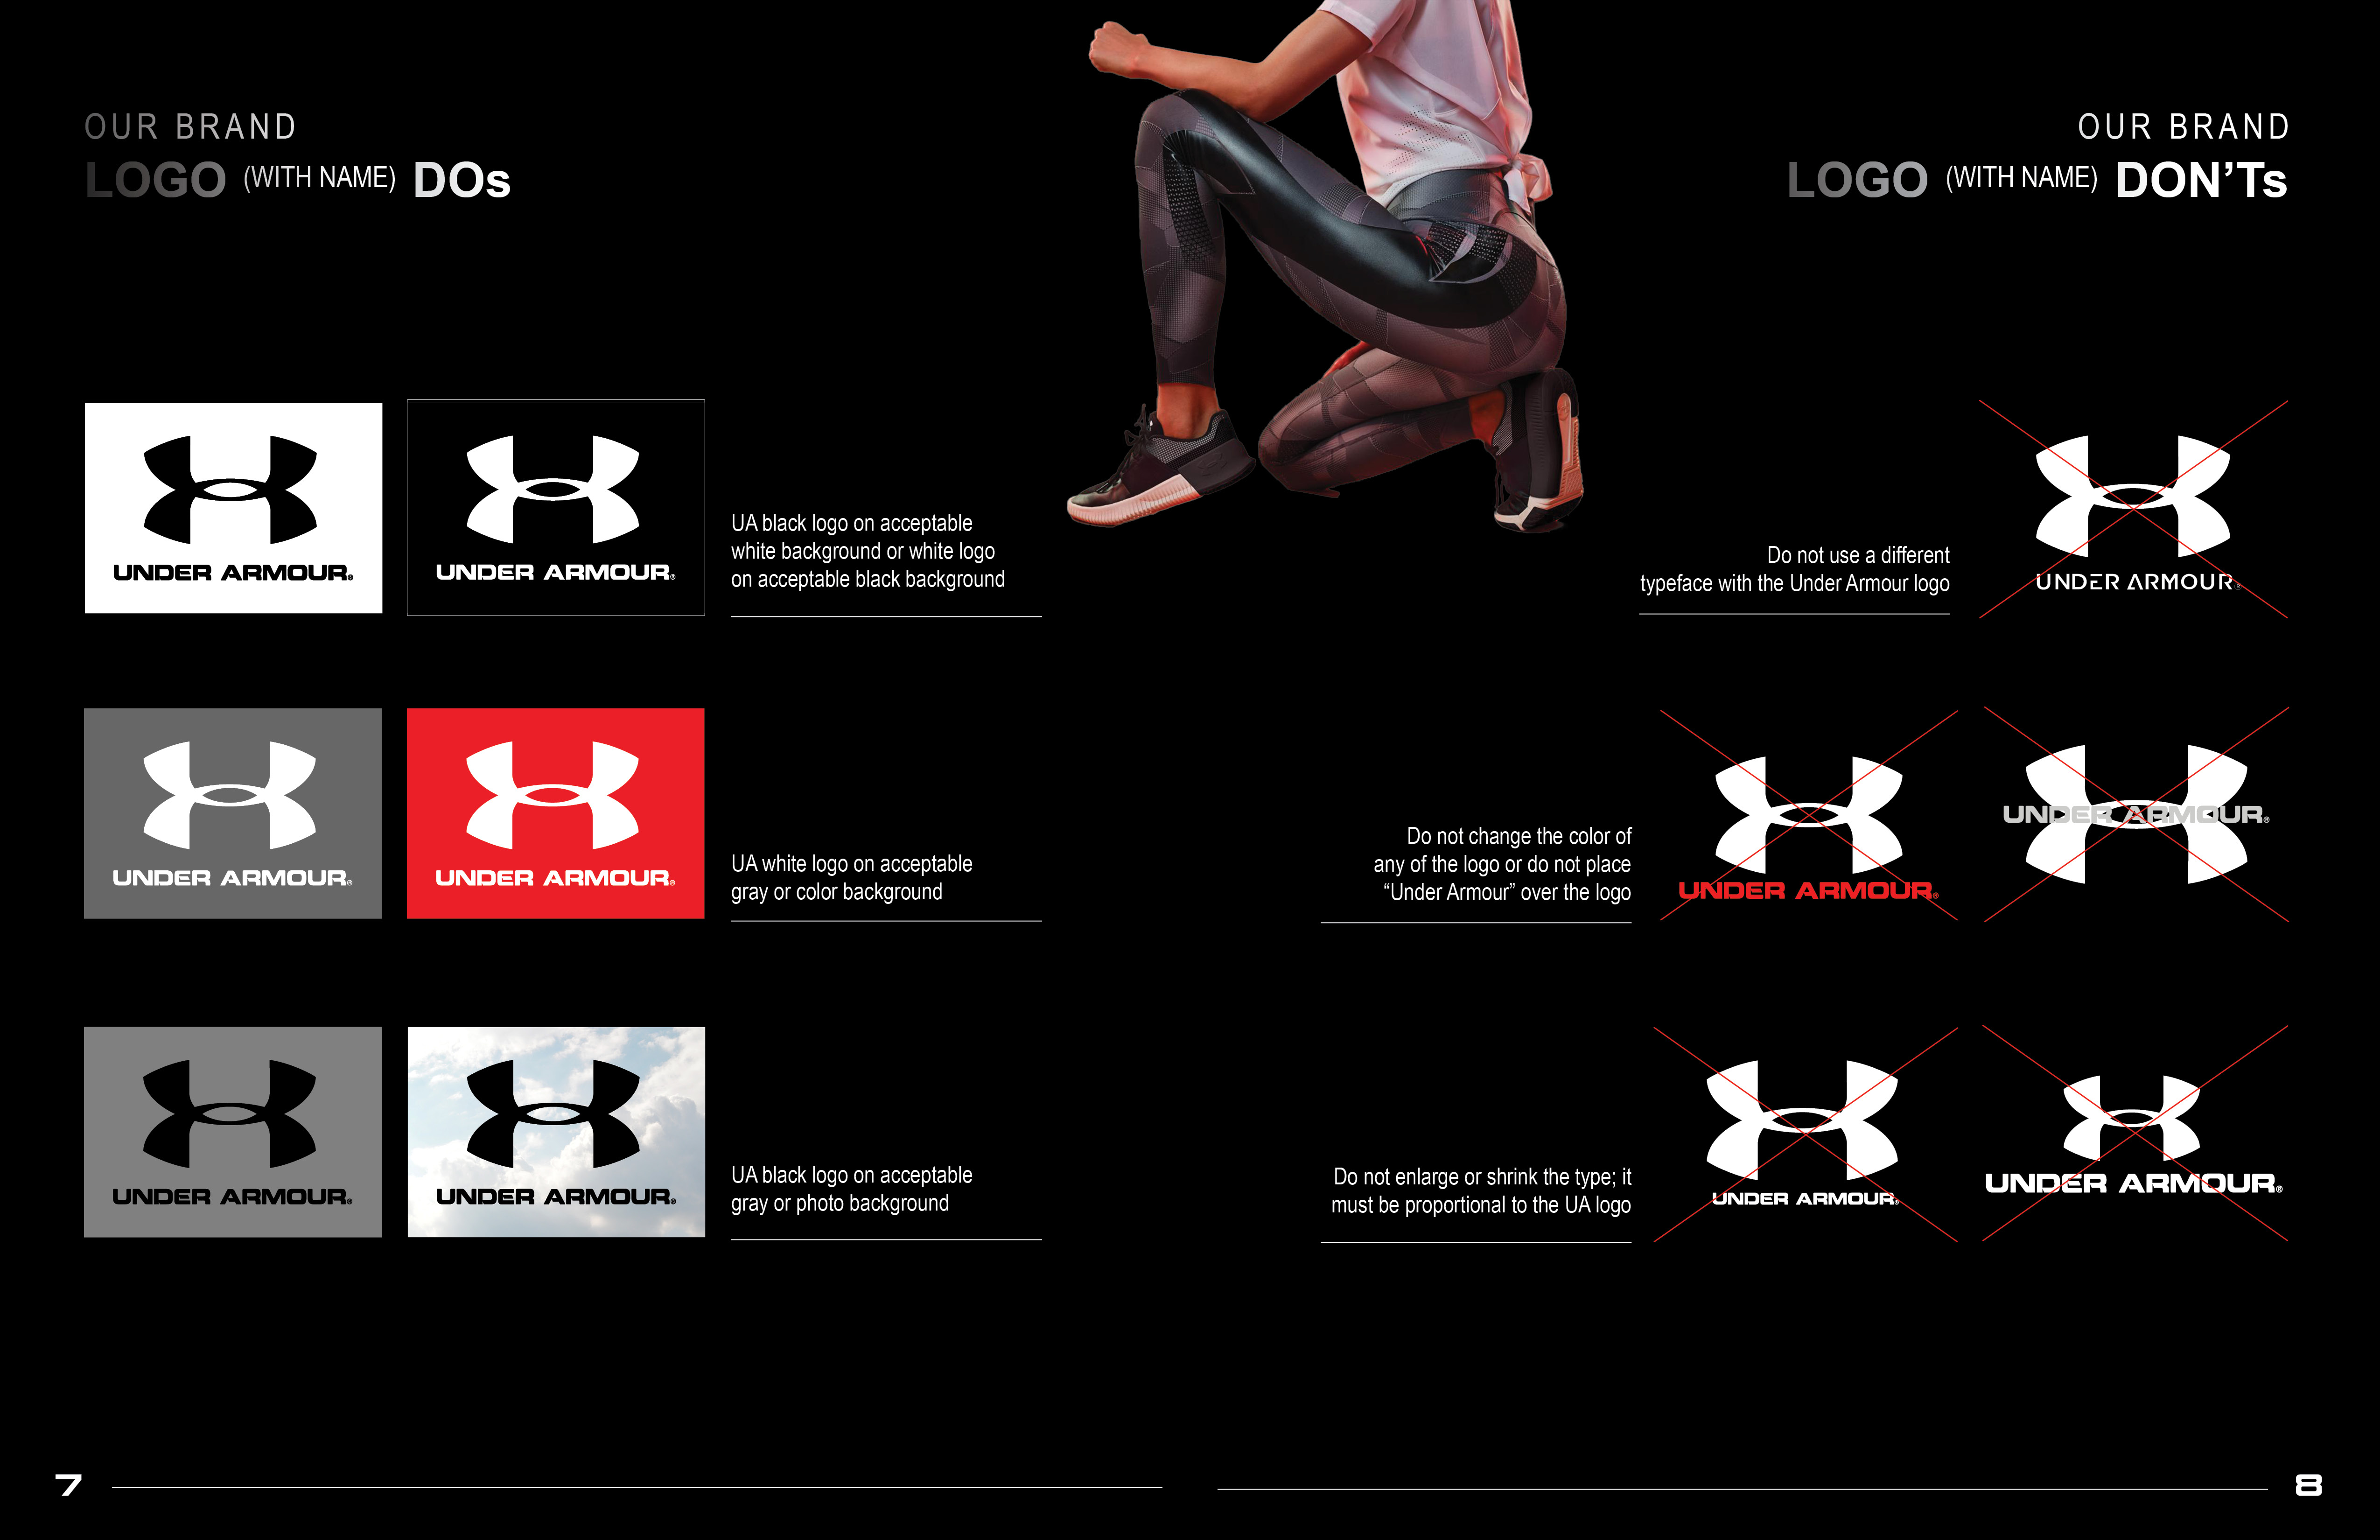 OUR BRAND
LOGO (WITH NAME) DOs
UNDER ARMOUR®
UNDER ARMOUR®
UA black logo on acceptable
white background or white logo
on acceptable black background
UNDER ARMOUR®
UNDER ARMOUR®
UA white logo on acceptable
gray or color background
UNDER ARMOUR®
UNDER ARMOUR®
UA black logo on acceptable
gray or photo background
7
OUR BRAND
LOGO (WITH NAME) DON’Ts
Do not use a different
typeface with the Under Armour logo
UNDER ARMOUR®
Do not change the color of
any of the logo or do not place
“Under Armour” over the logo
UNDER ARMOUR®
UNDER ARMOUR®
Do not enlarge or shrink the type; it
must be proportional to the UA logo
UNDER ARMOUR®
UNDER ARMOUR®
8